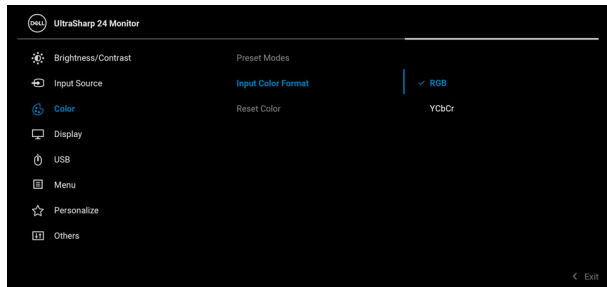 DELL UltraSharp 24 Monitor
Brightness/Contrast Preset Modes
Input Source Input Color Format ✓ RGB
Color Reset Color YCbCr
Display
USB
Menu
Personalize
Others
< Exit